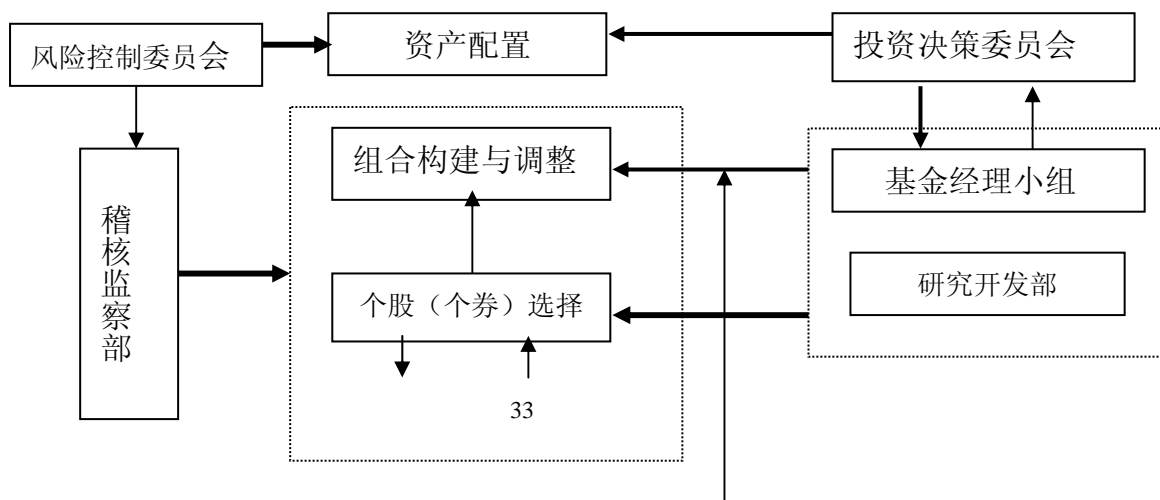 风险控制委员会
资产配置
投资决策委员会
组合构建与调整
基金经理小组
稽核监察部
个股（个券）选择
研究开发部
33